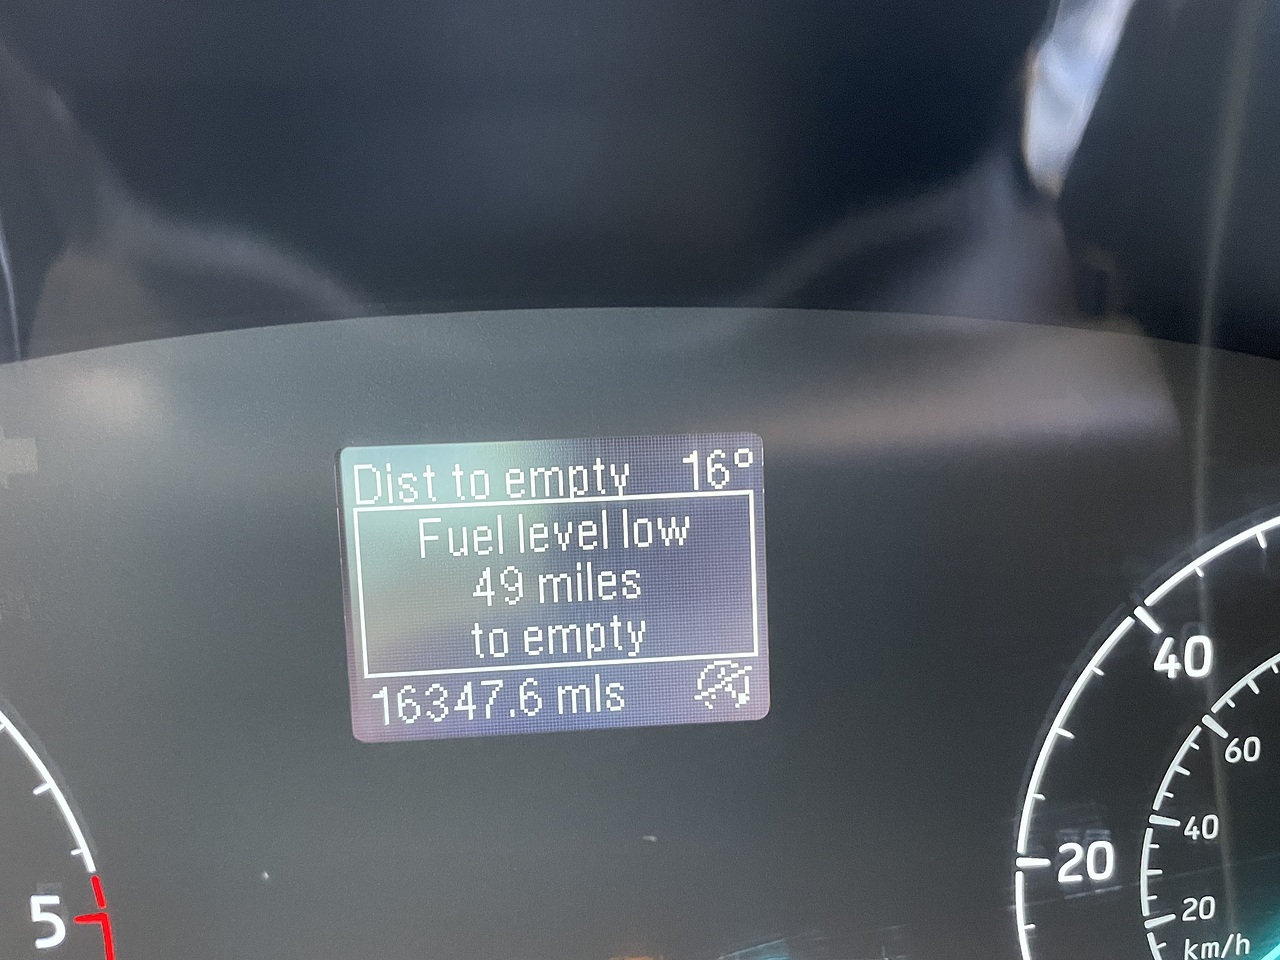 Dist to empty 16°
Fuel level low
49 miles
to empty
16347.6 mls
40
60
40
20
20
km/h
5